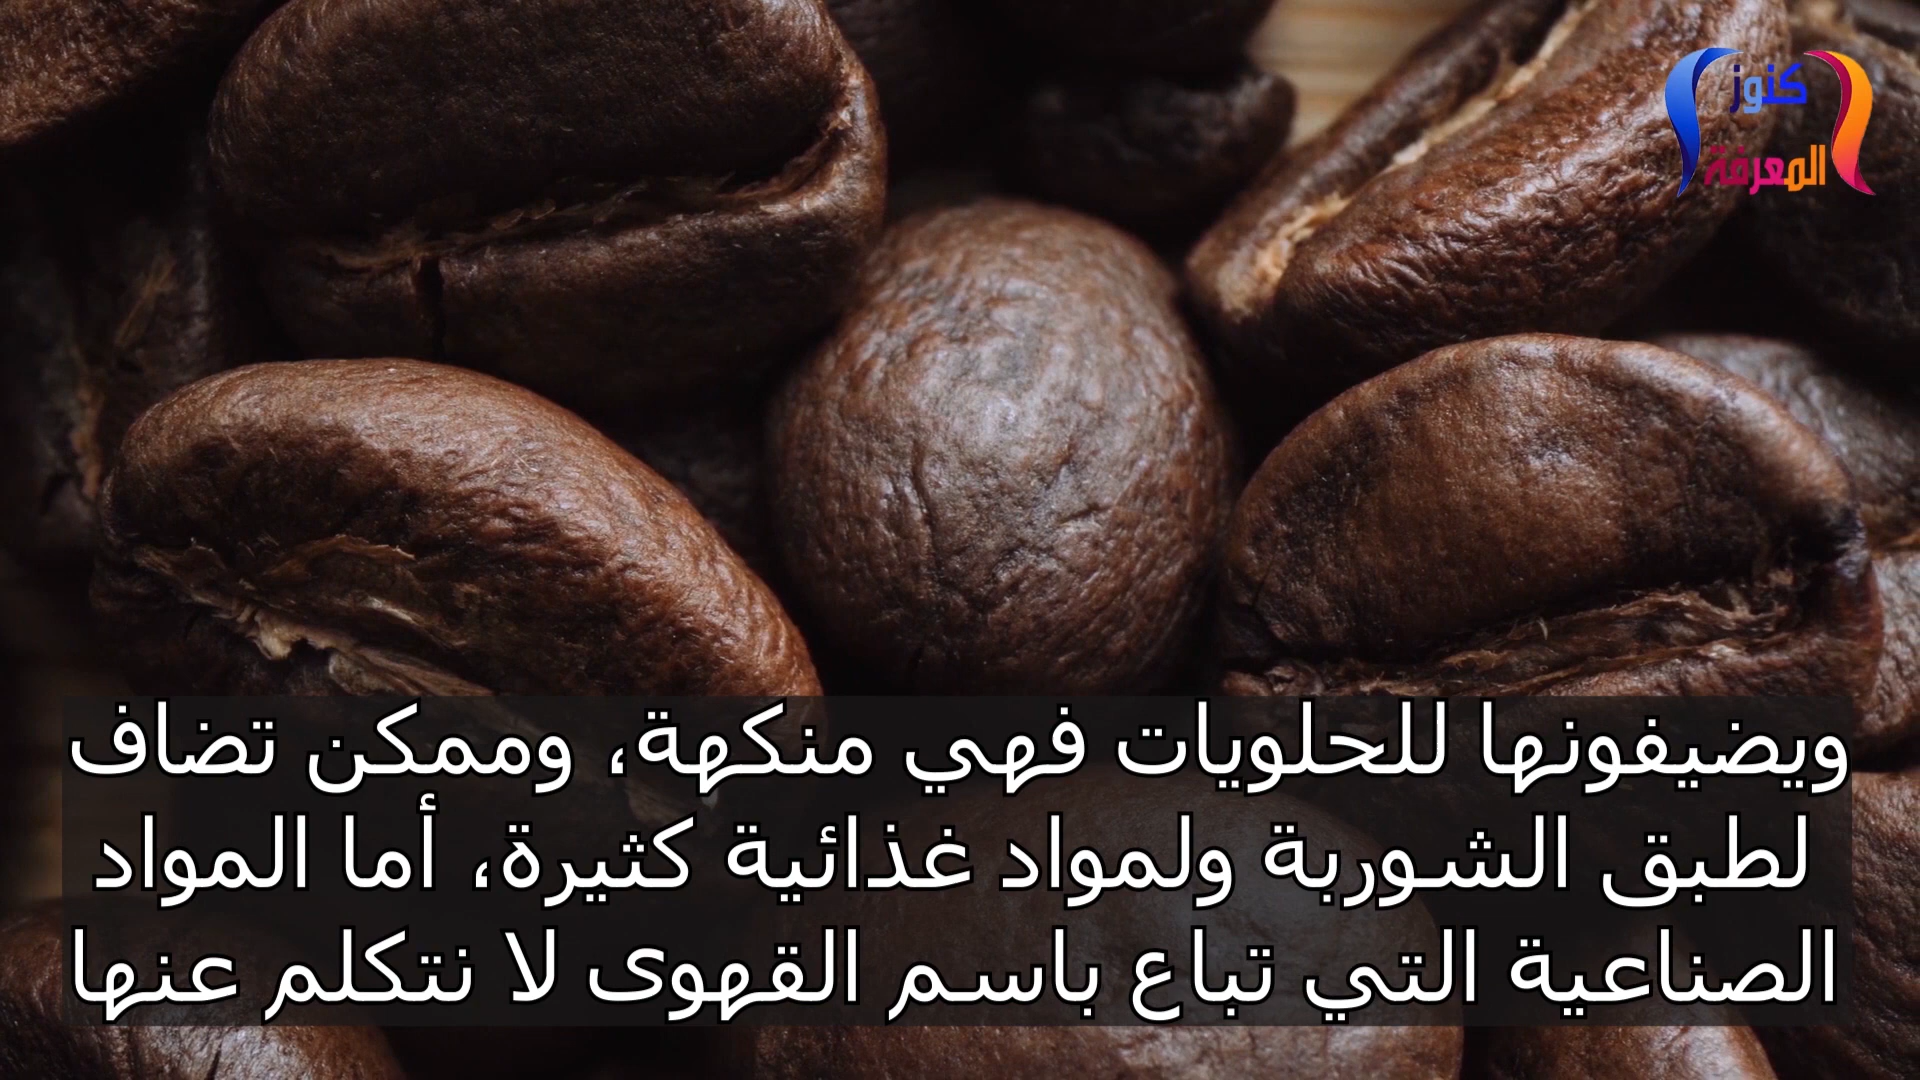 كنوز
المعرفة
ويضيفونها للحلويات فهي منكهة، وممكن تضاف
لطبق الشوربة ولمواد غذائية كثيرة، أما المواد
الصناعية التي تباع باسم القهوى لا نتكلم عنها